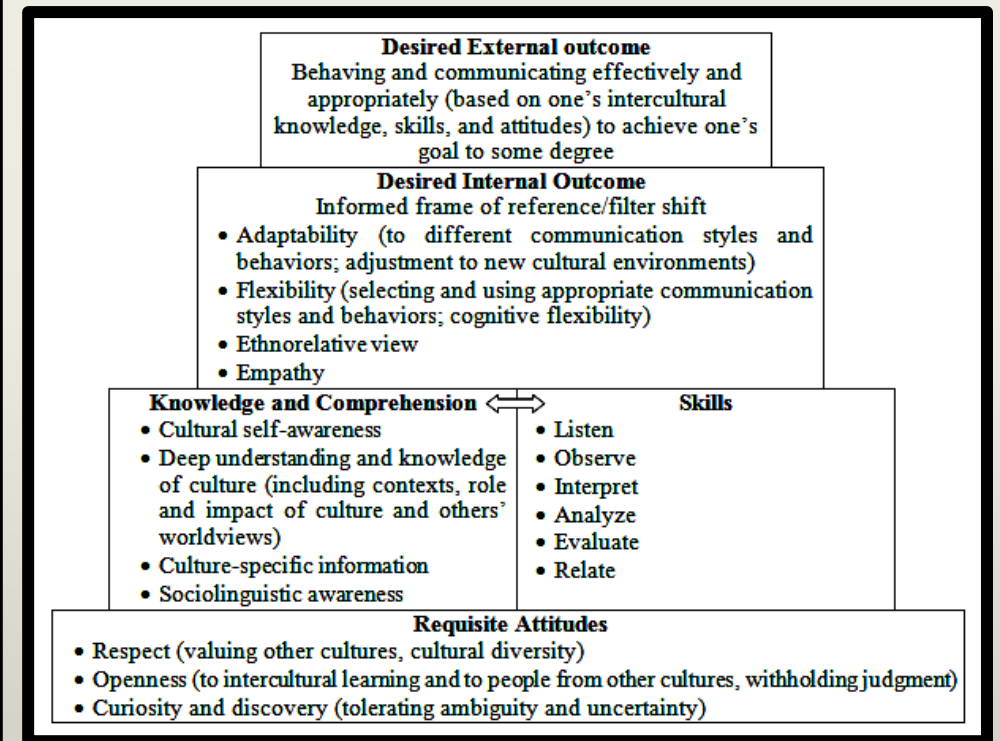 Desired External outcome
Behaving and communicating effectively and
appropriately (based on one’s intercultural
knowledge, skills, and attitudes) to achieve one’s
goal to some degree
Desired Internal Outcome
Informed frame of reference/filter shift
• Adaptability (to different communication styles and
behaviors; adjustment to new cultural environments)
• Flexibility (selecting and using appropriate communication
styles and behaviors; cognitive flexibility)
• Ethnorelative view
• Empathy
Knowledge and Comprehension
• Cultural self-awareness
• Deep understanding and knowledge
of culture (including contexts, role
and impact of culture and others’
worldviews)
• Culture-specific information
• Sociolinguistic awareness
Skills
• Listen
• Observe
• Interpret
• Analyze
• Evaluate
• Relate
Requisite Attitudes
• Respect (valuing other cultures, cultural diversity)
• Openness (to intercultural learning and to people from other cultures, withholding judgment)
• Curiosity and discovery (tolerating ambiguity and uncertainty)